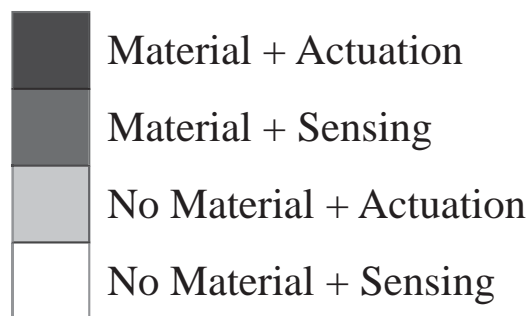 Material + Actuation
Material + Sensing
No Material + Actuation
No Material + Sensing